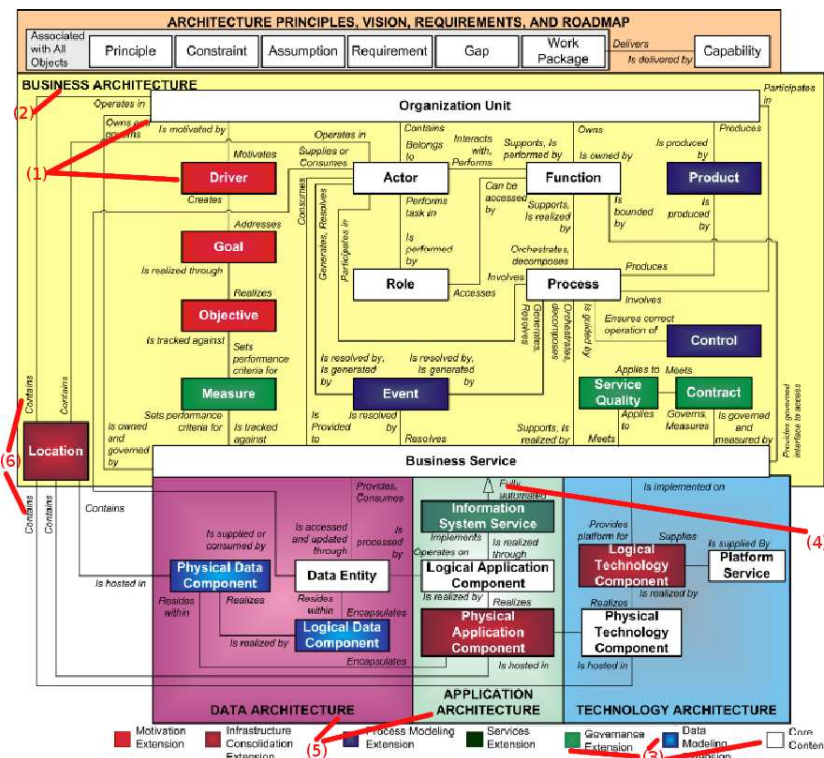 ARCHITECTURE PRINCIPLES, VISION, REQUIREMENTS, AND ROADMAP
Associated
with All
Objects
Principle
Constraint
Assumption
Requirement
Gap
Work
Package
Delivers
Is delivered by
Capability
BUSINESS ARCHITECTURE
Participates
in
(2)
Operates in
Organization Unit
Owns and
governs
Is motivated by
Operates in
Contains
Belongs
to
Interacts
with,
Performs
Supports, Is
performed by
Owns
Is owned by
Produces
Is produced
by
(1)
Motivates
Supplies or
Consumes
Driver
Actor
Function
Product
Creates
Consumes
Generates, Resolves
Participates in
Performs
task in
Can be
accessed
by
Supports,
Is realized
by
Is
bounded
by
Is
produced
by
Addresses
Goal
Is realized through
Is
performed
by
Orchestrates,
decomposes
Role
Accesses
Involves
Process
Produces
Involves
Realizes
Objective
Is tracked against
Generates,
Resolves
Orchestrates,
decomposes
Is guided by
Ensures correct
operation of
Control
Sets
performance
criteria for
Is resolved by,
Is generated by
Is resolved by,
Is generated by
Applies to
Meets
Measure
Event
Service
Quality
Contract
Contains
Contains
Sets performance
criteria for
Is tracked
against
Is resolved
by
Applies
to
Governs,
Measures
Is governed
and
measured by
Provides governed
interface to access
Location
Is owned
and
governed
by
Is
Provided
to
Resolves
Supports, Is
realized by
Meets
(6)
Business Service
Contains
Contains
Contains
Provides,
Consumes
Fully
automated
Is implemented on
Information
System Service
(4)
Is supplied or
consumed by
Is accessed
and updated
through
Is
processed
by
Implements
Operates on
Is realized
through
Provides
platform for
Supplies
Is supplied By
Is hosted in
Physical Data
Component
Data Entity
Logical Application
Component
Logical
Technology
Component
Platform
Service
Resides
within
Realizes
Resides
within
Encapsulates
Is realized by
Realizes
Realizes
Is realized by
Is realized by
Logical Data
Component
Physical
Application
Component
Physical
Technology
Component
Encapsulates
Is hosted in
Is hosted in
DATA ARCHITECTURE
APPLICATION
ARCHITECTURE
TECHNOLOGY ARCHITECTURE
(5)
(3)
Motivation
Extension
Infrastructure
Consolidation
Extension
Process Modeling
Extension
Services
Extension
Governance
Extension
Data
Modeling
Core
Content